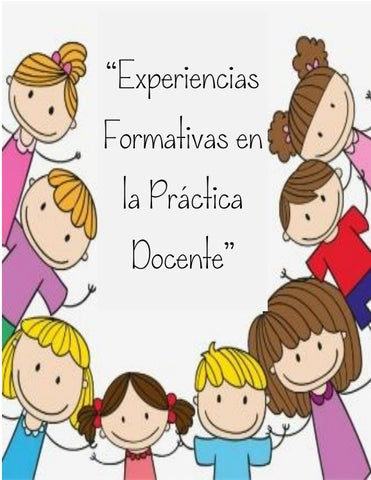 “Experiencias
Formativas en
la Práctica
Docente”